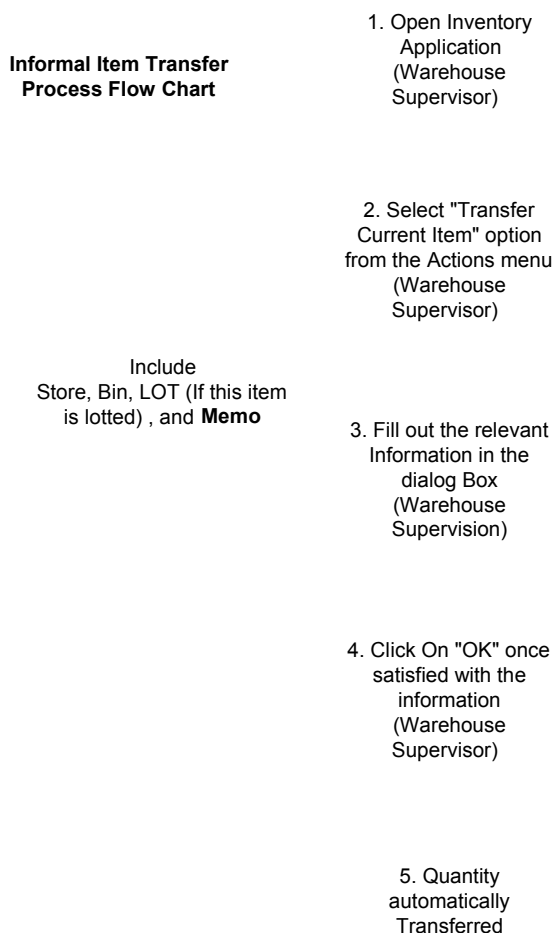 Informal Item Transfer
Process Flow Chart
1. Open Inventory
Application
(Warehouse
Supervisor)
2. Select "Transfer
Current Item" option
from the Actions menu
(Warehouse
Supervisor)
Include
Store, Bin, LOT (If this item
is lotted) , and Memo
3. Fill out the relevant
Information in the
dialog Box
(Warehouse
Supervision)
4. Click On "OK" once
satisfied with the
information
(Warehouse
Supervisor)
5. Quantity
automatically
Transferred